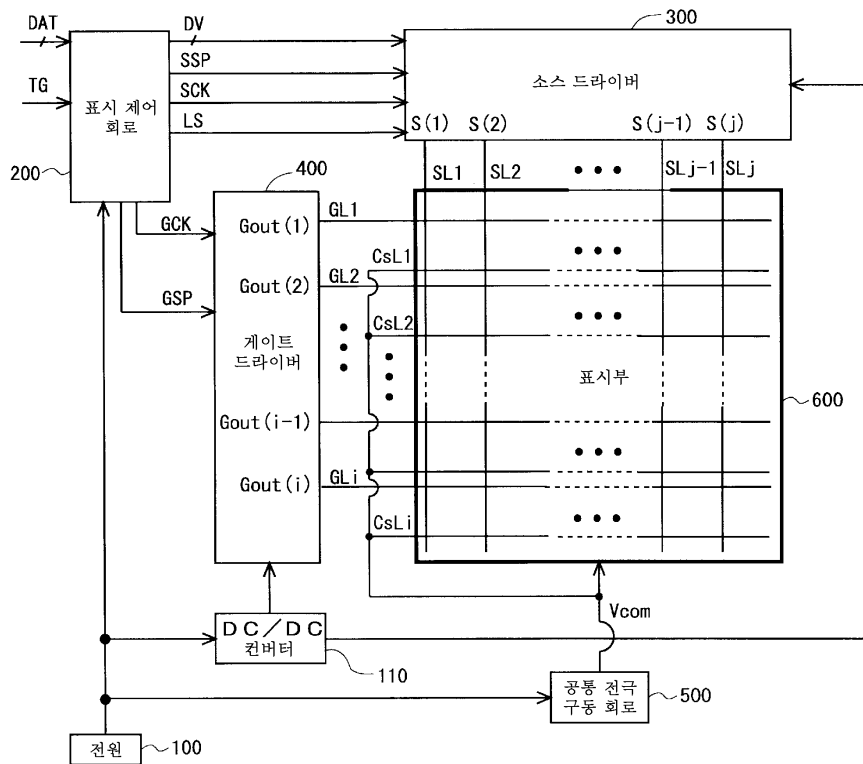 DAT
DV
300
SSP
소스 드라이버
TG
표시 제어
회로
SCK
LS
S(1)
S(2)
S(j-1)
S(j)
200
400
SL1
SL2
SLj-1
SLj
GCK
Gout(1)
GL1
CsL1
GSP
Gout(2)
GL2
CsL2
게이트
드라이버
표시부
600
Gout(i-1)
Gout(i)
GLi
CsLi
Vcom
DC/DC
컨버터
110
공통 전극
구동 회로
500
전원
100